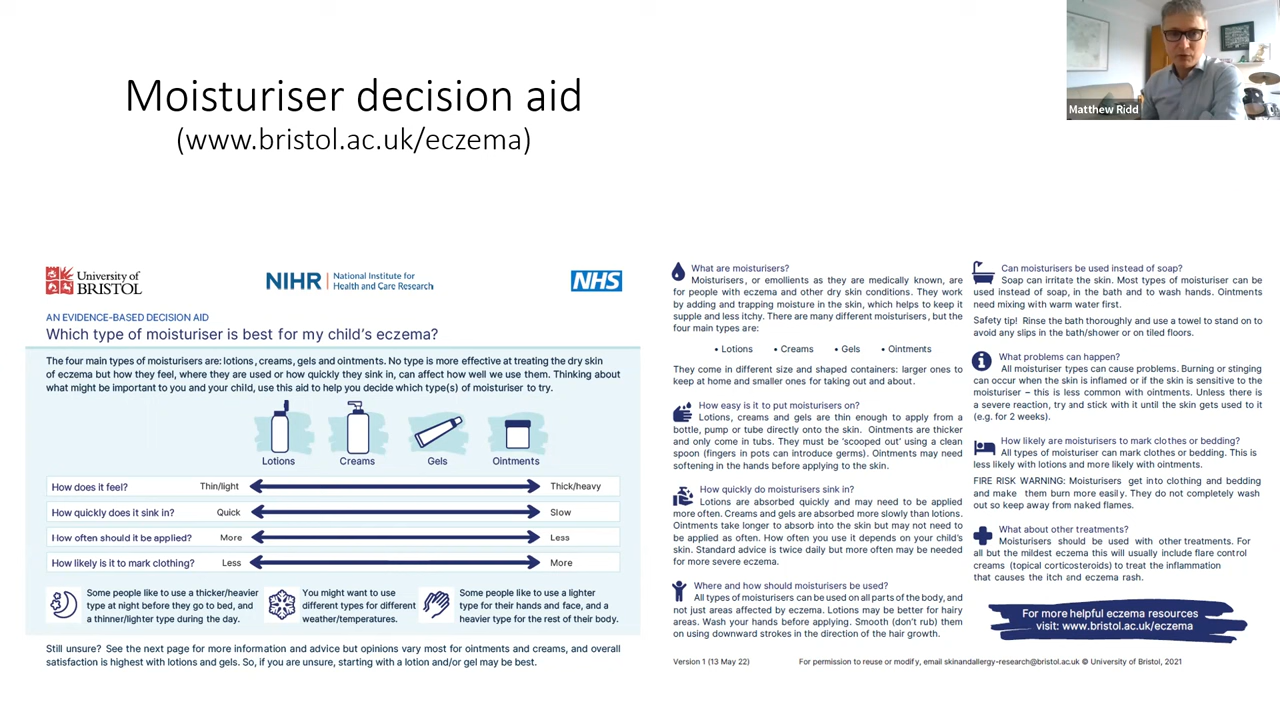 Moisturiser decision aid
(www.bristol.ac.uk/eczema)
Matthew Ridd
University of
BRISTOL
NIHR
National Institute for
Health and Care Research
NHS
AN EVIDENCE-BASED DECISION AID
Which type of moisturiser is best for my child's eczema?
The four main types of moisturisers are: lotions, creams, gels and ointments. No type is more effective at treating the dry skin
of eczema but how they feel, where they are used or how quickly they sink in, can affect how well we use them. Thinking about
what might be important to you and your child, use this aid to help you decide which type(s) of moisturiser to try.
Lotions
Creams
Gels
Ointments
How does it feel? Thin/light Thick/heavy
How quickly does it sink in? Quick Slow
How often should it be applied? More Less
How likely is it to mark clothing? Less More
Some people like to use a thicker/heavier
type at night before they go to bed, and
a thinner/lighter type during the day.
You might want to
use different types for different
weather/temperatures.
Some people like to use a lighter
type for their hands and face, and a
heavier type for the rest of their body.
Still unsure? See the next page for more information and advice but opinions vary most for ointments and creams, and overall
satisfaction is highest with lotions and gels. So, if you are unsure, starting with a lotion and/or gel may be best.
What are moisturisers?
Moisturisers, or emollients as they are medically known, are
for people with eczema and other dry skin conditions. They work
by adding and trapping moisture in the skin, which helps to keep it
supple and less itchy. There are many different moisturisers, but the
four main types are:
• Lotions • Creams • Gels • Ointments
They come in different size and shaped containers: larger ones to
keep at home and smaller ones for taking out and about.
How easy is it to put moisturisers on?
Lotions, creams and gels are thin enough to apply from a
bottle, pump or tube directly onto the skin. Ointments are thicker
and only come in tubs. They must be 'scooped out' using a clean
spoon (fingers in pots can introduce germs). Ointments may need
softening in the hands before applying to the skin.
How quickly do moisturisers sink in?
Lotions are absorbed quickly and may need to be applied
more often. Creams and gels are absorbed more slowly than lotions.
Ointments take longer to absorb into the skin but may not need to
be applied as often. How often you use it depends on your child's
skin. Standard advice is twice daily but more often may be needed
for more severe eczema.
Where and how should moisturisers be used?
All types of moisturisers can be used on all parts of the body, and
not just areas affected by eczema. Lotions may be better for hairy
areas. Wash your hands before applying. Smooth (don't rub) them
on using downward strokes in the direction of the hair growth.
Can moisturisers be used instead of soap?
Soap can irritate the skin. Most types of moisturiser can be
used instead of soap, in the bath and to wash hands. Ointments
need mixing with warm water first.
Safety tip! Rinse the bath thoroughly and use a towel to stand on to
avoid any slips in the bath/shower or on tiled floors.
What problems can happen?
All moisturiser types can cause problems. Burning or stinging
can occur when the skin is inflamed or if the skin is sensitive to the
moisturiser – this is less common with ointments. Unless there is
a severe reaction, try and stick with it until the skin gets used to it
(e.g. for 2 weeks).
How likely are moisturisers to mark clothes or bedding?
All types of moisturiser can mark clothes or bedding. This is
less likely with lotions and more likely with ointments.
FIRE RISK WARNING: Moisturisers get into clothing and bedding
and make them burn more easily. They do not completely wash
out so keep away from naked flames.
What about other treatments?
Moisturisers should be used with other treatments. For
all but the mildest eczema this will usually include flare control
creams (topical corticosteroids) to treat the inflammation
that causes the itch and eczema rash.
For more helpful eczema resources
visit: www.bristol.ac.uk/eczema
Version 1 (13 May 22) For permission to reuse or modify, email skinandallergy-research@bristol.ac.uk © University of Bristol, 2021